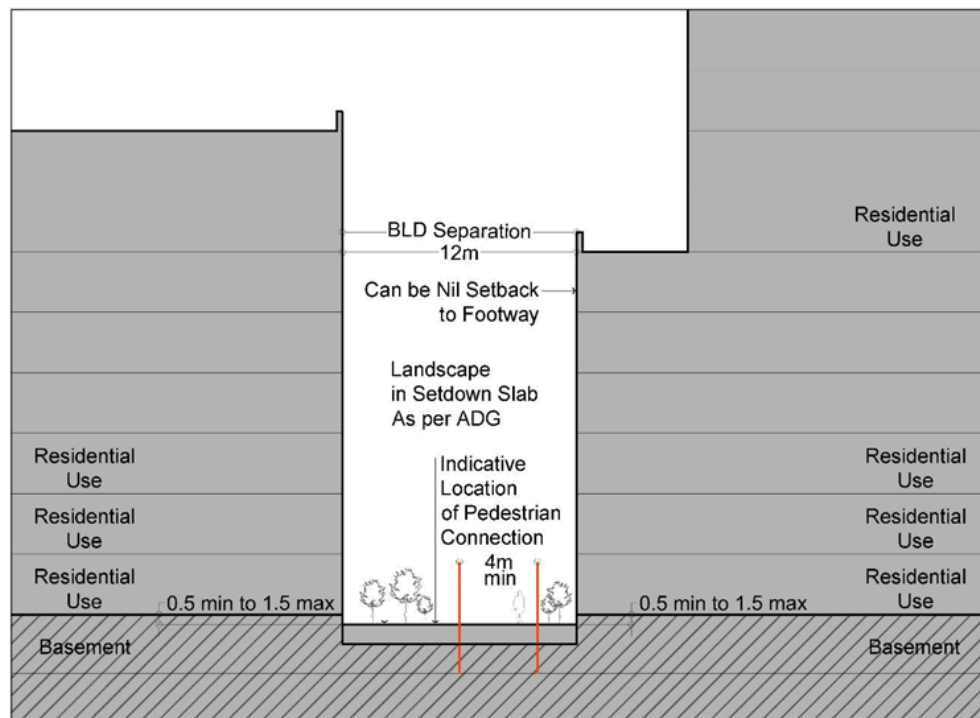 Residential
Use
BLD Separation
12m
Can be Nil Setback
to Footway
Landscape
in Setdown Slab
As per ADG
Residential
Use
Indicative
Location
of Pedestrian
Connection
Residential
Use
Residential
Use
Residential
Use
4m
min
Residential
Use
Residential
Use
0.5 min to 1.5 max
0.5 min to 1.5 max
Basement
Basement